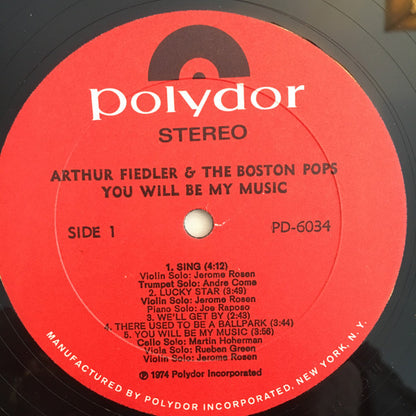 polydor
STEREO
ARTHUR FIEDLER & THE BOSTON POPS
YOU WILL BE MY MUSIC
SIDE 1
PD-6034
1. SING (4:12)
Violin Solo: Jerome Rosen
Trumpet Solo: Andre Come
2. LUCKY STAR (3:49)
Violin Solo: Jerome Rosen
Piano Solo: Joe Raposo
3. WE'LL GET BY (2:43)
4. THERE USED TO BE A BALLPARK (3:44)
5. YOU WILL BE MY MUSIC (3:56)
Cello Solo: Martin Hoherman
Viola Solo: Rueben Green
Violin Solo: Jerome Rosen
℗ 1974 Polydor Incorporated
MANUFACTURED BY POLYDOR INCORPORATED, NEW YORK, N.Y.